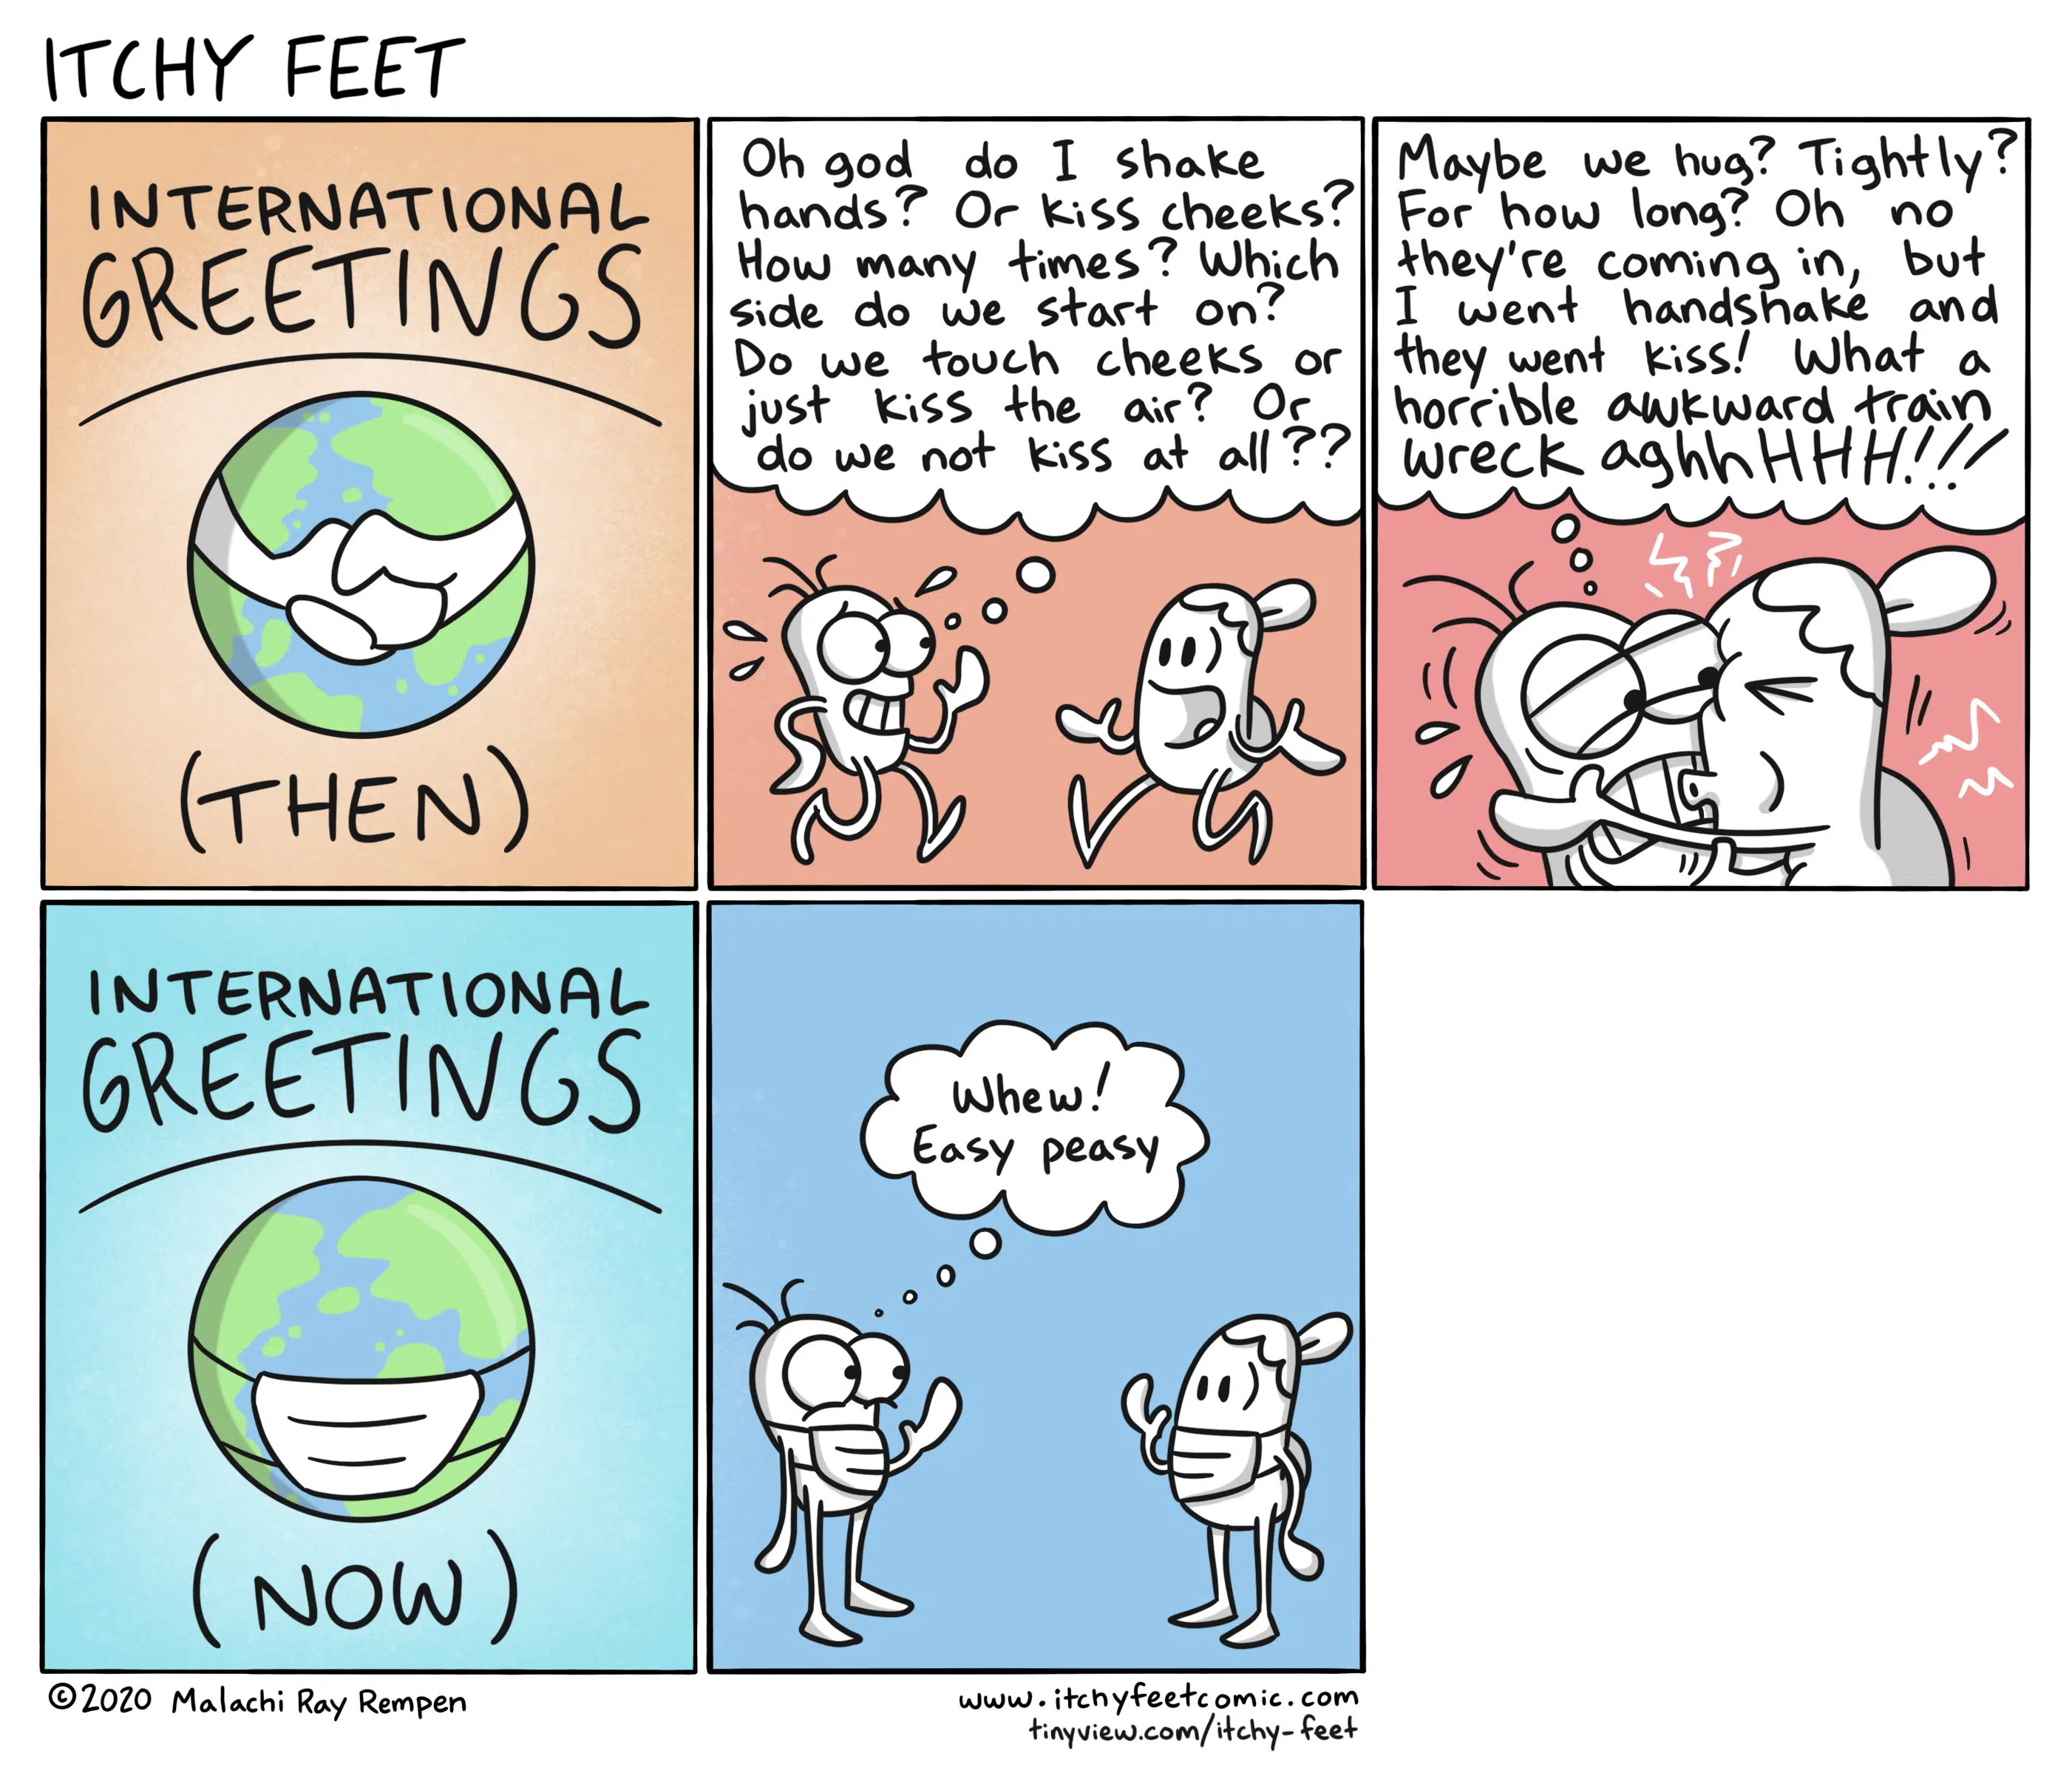 ITCHY FEET
INTERNATIONAL
GREETINGS
(THEN)
Oh god do I shake
hands? Or kiss cheeks?
How many times? Which
side do we start on?
Do we touch cheeks or
just kiss the air? Or
do we not kiss at all??
Maybe we hug? Tightly?
For how long? Oh no
they're coming in, but
I went handshake and
they went kiss! What a
horrible awkward train
wreck aghhHHH!!!
INTERNATIONAL
GREETINGS
(NOW)
Whew!
Easy peasy
©2020 Malachi Ray Rempen
www.itchyfeetcomic.com
tinyview.com/itchy-feet